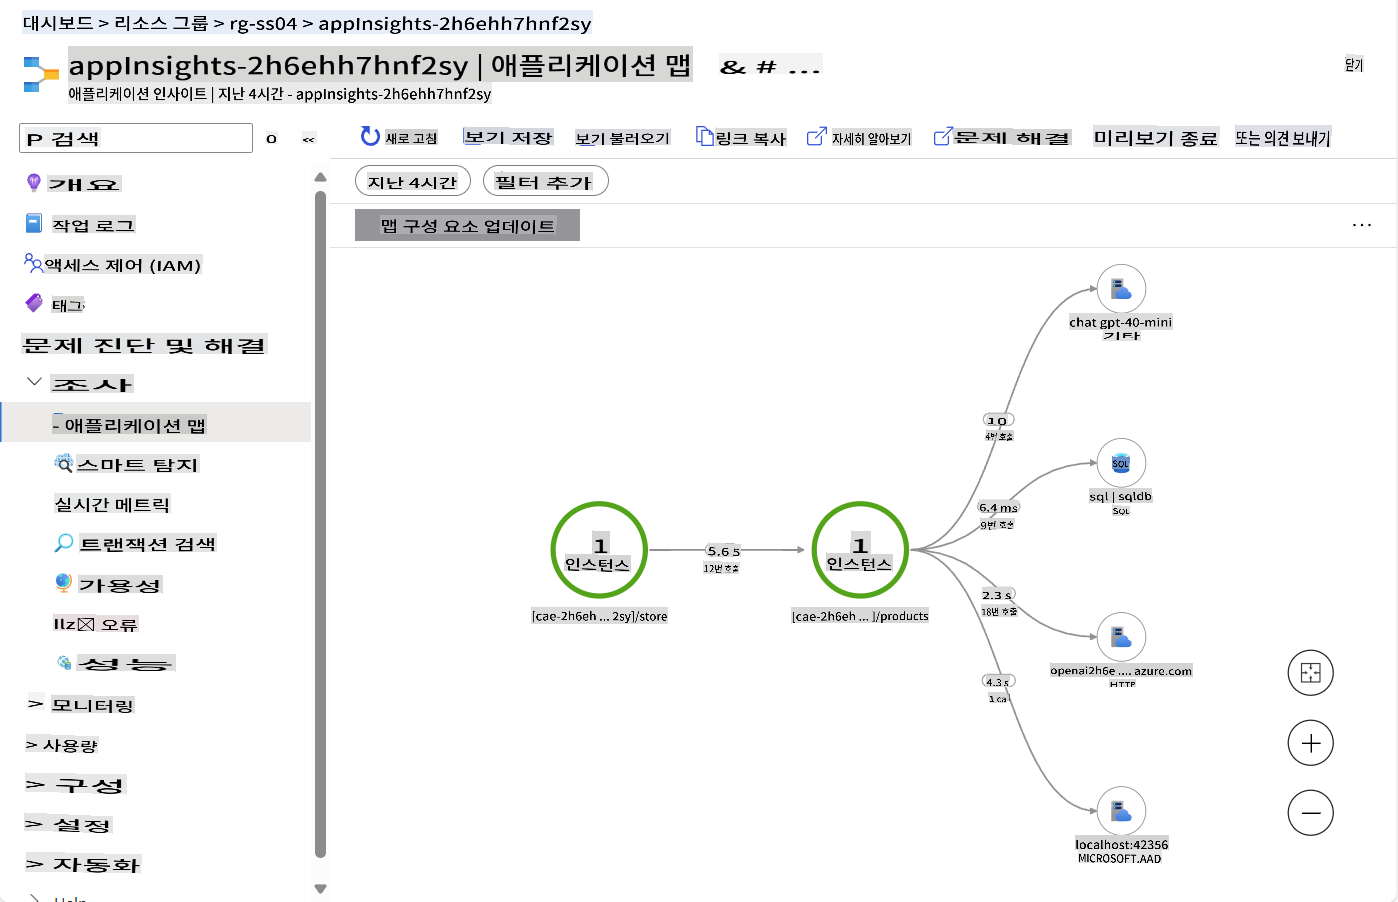 대시보드 > 리소스 그룹 > rg-ss04 > appInsights-2h6ehh7hnf2sy
appInsights-2h6ehh7hnf2sy | 애플리케이션 맵 & # ...
닫기
애플리케이션 인사이트 | 지난 4시간 - appInsights-2h6ehh7hnf2sy
P 검색
o
«
새로 고침
보기 저장
보기 불러오기
링크 복사
자세히 알아보기
문제 해결
미리보기 종료
또는 의견 보내기
개요
작업 로그
액세스 제어 (IAM)
태그
문제 진단 및 해결
조사
- 애플리케이션 맵
스마트 탐지
실시간 메트릭
트랜잭션 검색
가용성
오류
성능
> 모니터링
> 사용량
> 구성
> 설정
> 자동화
Help
지난 4시간
필터 추가
맵 구성 요소 업데이트
...
chat gpt-40-mini
기타
10
4번 호출
SQL
sql | sqldb
SQL
6.4 ms
9번 호출
1
인스턴스
[cae-2h6eh ... 2sy]/store
5.6 s
12번 호출
1
인스턴스
[cae-2h6eh ... ]/products
2.3 s
18번 호출
openai2h6e .... azure.com
HTTP
4.3 s
1 cal
localhost:42356
MICROSOFT.AAD